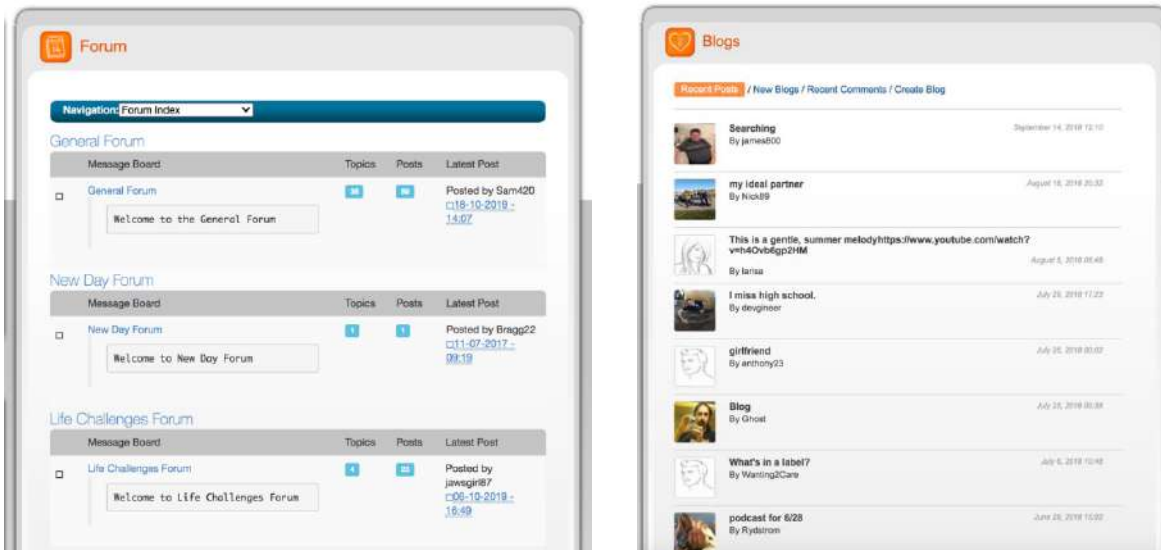 Forum
Navigation: Forum Index
General Forum
Message Board Topics Posts Latest Post
General Forum Posted by Sam420
18-10-2019 -
14:07
Welcome to the General Forum
New Day Forum
Message Board Topics Posts Latest Post
New Day Forum 1 1 Posted by Bragg22
11-07-2017 -
09:19
Welcome to New Day Forum
Life Challenges Forum
Message Board Topics Posts Latest Post
Life Challenges Forum 4 Posted by
jawsgirl87
06-10-2019 -
16:49
Welcome to Life Challenges Forum
Blogs
Recent Posts / New Blogs / Recent Comments / Create Blog
Searching
By james800
my ideal partner
By Nick89
This is a gentle, summer melodyhttps://www.youtube.com/watch?
v=h4Ovb6gp2HM
By larisa
I miss high school.
By devgineer
girlfriend
By anthony23
Blog
By Ghost
What's in a label?
By Wanting2Care
podcast for 6/28
By Rydstrom